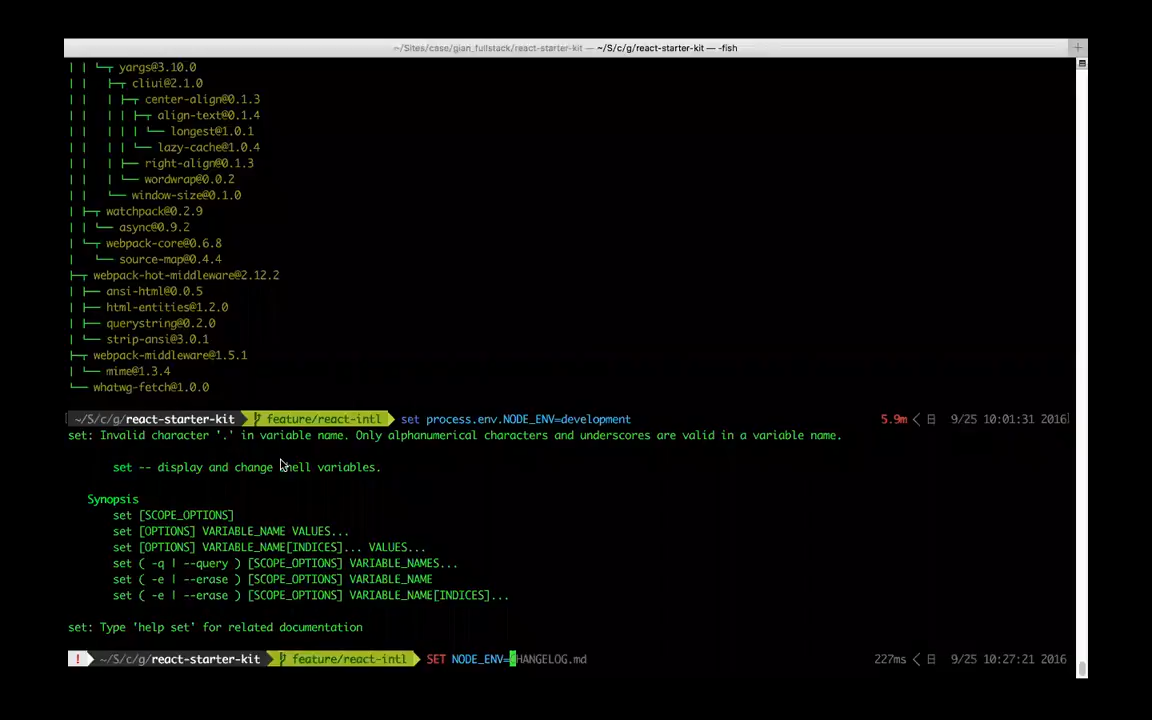 ~/Sites/case/gian_fullstack/react-starter-kit — ~/S/c/g/react-starter-kit — -fish
| | └─┬ yargs@3.10.0
| |   ├─┬ cliui@2.1.0
| |   | ├─┬ center-align@0.1.3
| |   | | ├─┬ align-text@0.1.4
| |   | | | └── longest@1.0.1
| |   | | └── lazy-cache@1.0.4
| |   | ├── right-align@0.1.3
| |   | └── wordwrap@0.0.2
| |   └── window-size@0.1.0
| ├─┬ watchpack@0.2.9
| | └── async@0.9.2
| └─┬ webpack-core@0.6.8
|   └── source-map@0.4.4
├─┬ webpack-hot-middleware@2.12.2
| ├── ansi-html@0.0.5
| ├── html-entities@1.2.0
| ├── querystring@0.2.0
| └── strip-ansi@3.0.1
├─┬ webpack-middleware@1.5.1
| └── mime@1.3.4
└── whatwg-fetch@1.0.0
~/S/c/g/react-starter-kit feature/react-intl set process.env.NODE_ENV=development 5.9m < 日 9/25 10:01:31 2016
set: Invalid character '.' in variable name. Only alphanumerical characters and underscores are valid in a variable name.
set -- display and change shell variables.
Synopsis
set [SCOPE_OPTIONS]
set [OPTIONS] VARIABLE_NAME VALUES...
set [OPTIONS] VARIABLE_NAME[INDICES]... VALUES...
set ( -q | --query ) [SCOPE_OPTIONS] VARIABLE_NAMES...
set ( -e | --erase ) [SCOPE_OPTIONS] VARIABLE_NAME
set ( -e | --erase ) [SCOPE_OPTIONS] VARIABLE_NAME[INDICES]...
set: Type 'help set' for related documentation
! ~/S/c/g/react-starter-kit feature/react-intl SET NODE_ENV=CHANGELOG.md 227ms < 日 9/25 10:27:21 2016